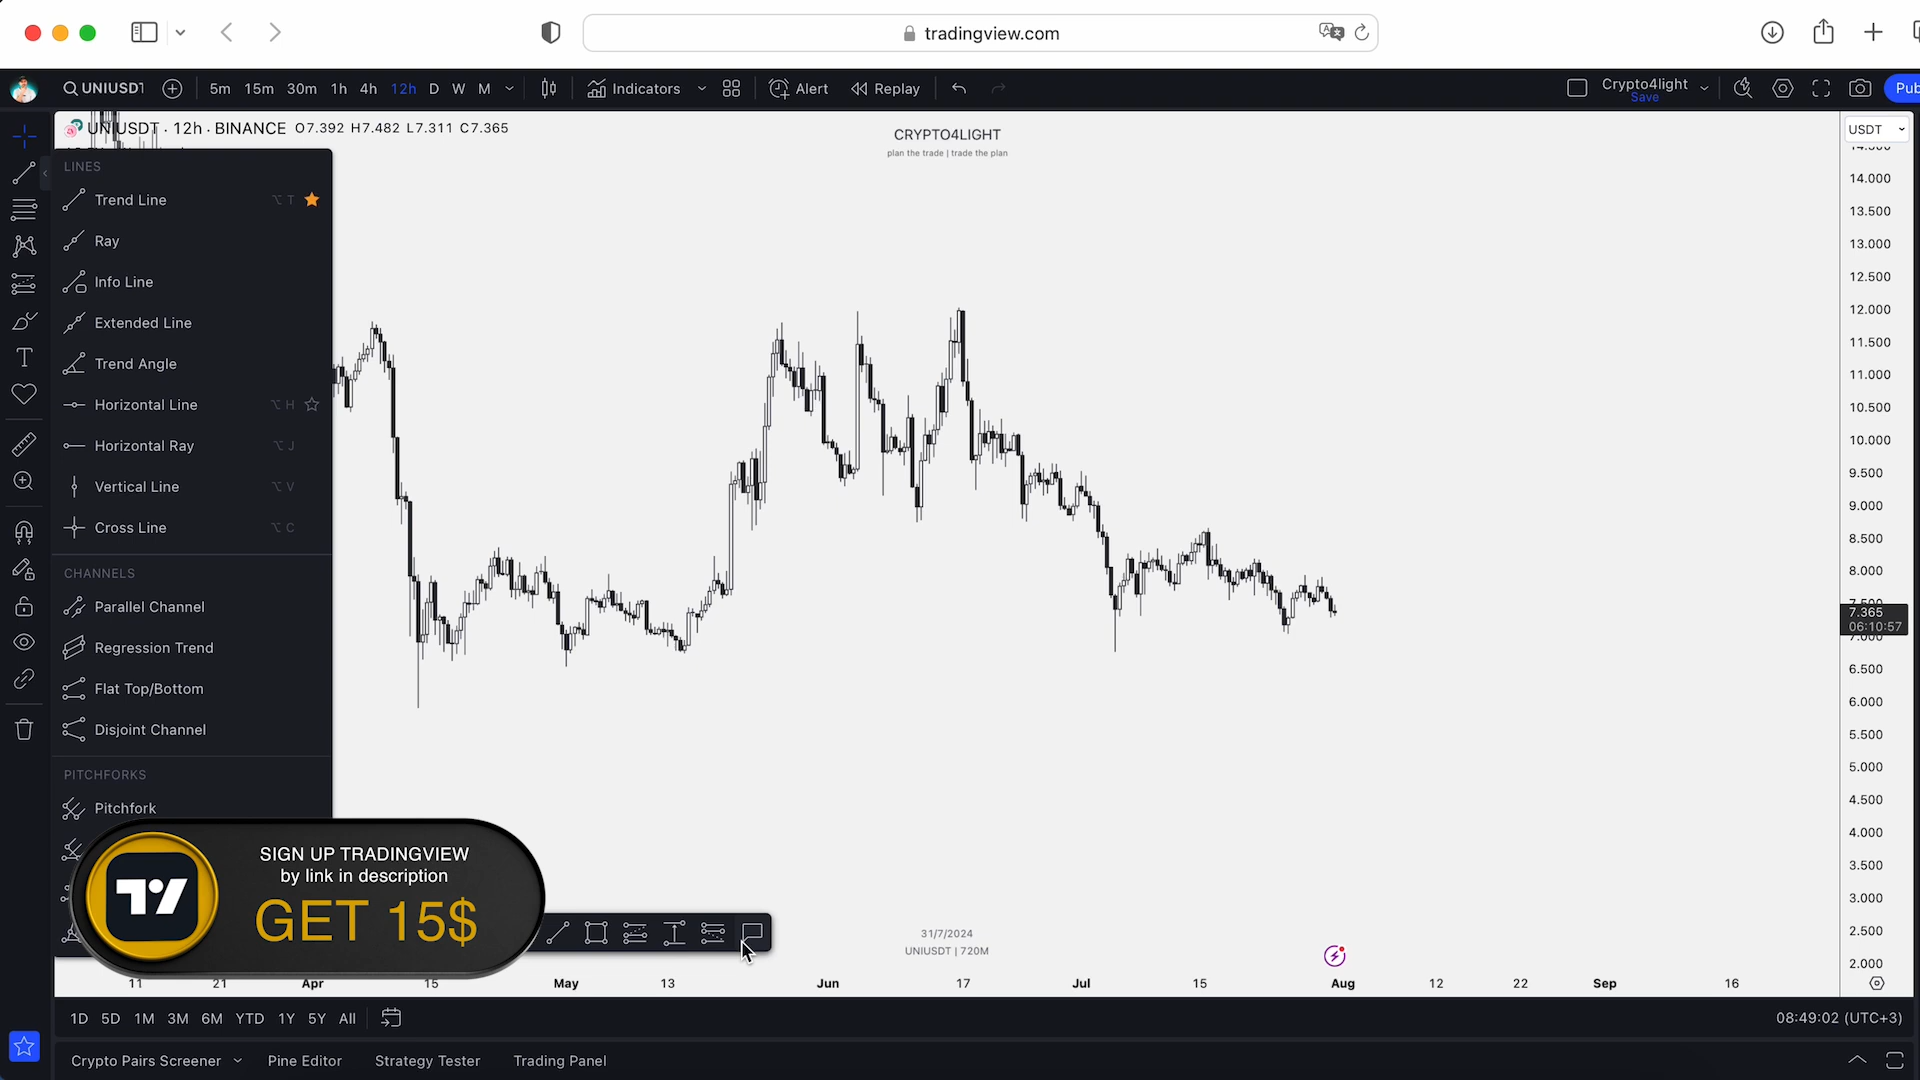 tradingview.com
UNIUSDT
5m 15m 30m 1h 4h 12h D W M
Indicators
Alert
Replay
Crypto4light
Save
Pub
UNIUSDT · 12h · BINANCE O7.392 H7.482 L7.311 C7.365
CRYPTO4LIGHT
plan the trade | trade the plan
USDT
14.000
13.500
13.000
12.500
12.000
11.500
11.000
10.500
10.000
9.500
9.000
8.500
8.000
7.365
06:10:57
6.500
6.000
5.500
5.000
4.500
4.000
3.500
3.000
2.500
2.000
LINES
Trend Line ⌥ T
Ray
Info Line
Extended Line
Trend Angle
Horizontal Line ⌥ H
Horizontal Ray ⌥ J
Vertical Line ⌥ V
Cross Line ⌥ C
CHANNELS
Parallel Channel
Regression Trend
Flat Top/Bottom
Disjoint Channel
PITCHFORKS
Pitchfork
SIGN UP TRADINGVIEW
by link in description
GET 15$
31/7/2024
UNIUSDT | 720M
11 21 Apr 15 May 13 Jun 17 Jul 15 Aug 12 22 Sep 16
1D 5D 1M 3M 6M YTD 1Y 5Y All
08:49:02 (UTC+3)
Crypto Pairs Screener
Pine Editor
Strategy Tester
Trading Panel